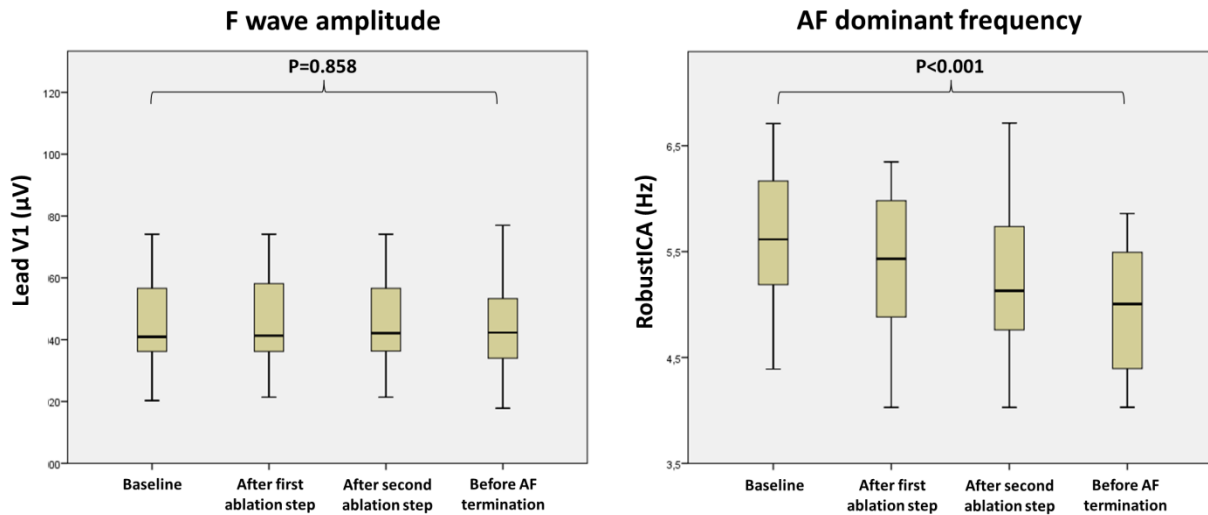 F wave amplitude
P=0.858
Lead V1 (μV)
120
100
80
60
40
20
00
Baseline
After first
ablation step
After second
ablation step
Before AF
termination
AF dominant frequency
P<0.001
RobustICA (Hz)
6,5
5,5
4,5
3,5
Baseline
After first
ablation step
After second
ablation step
Before AF
termination